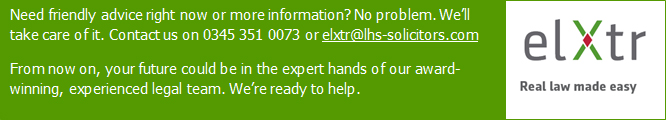 Need friendly advice right now or more information? No problem. We'll
take care of it. Contact us on 0345 351 0073 or elxtr@lhs-solicitors.com
From now on, your future could be in the expert hands of our award-
winning, experienced legal team. We're ready to help.
elXtr
Real law made easy